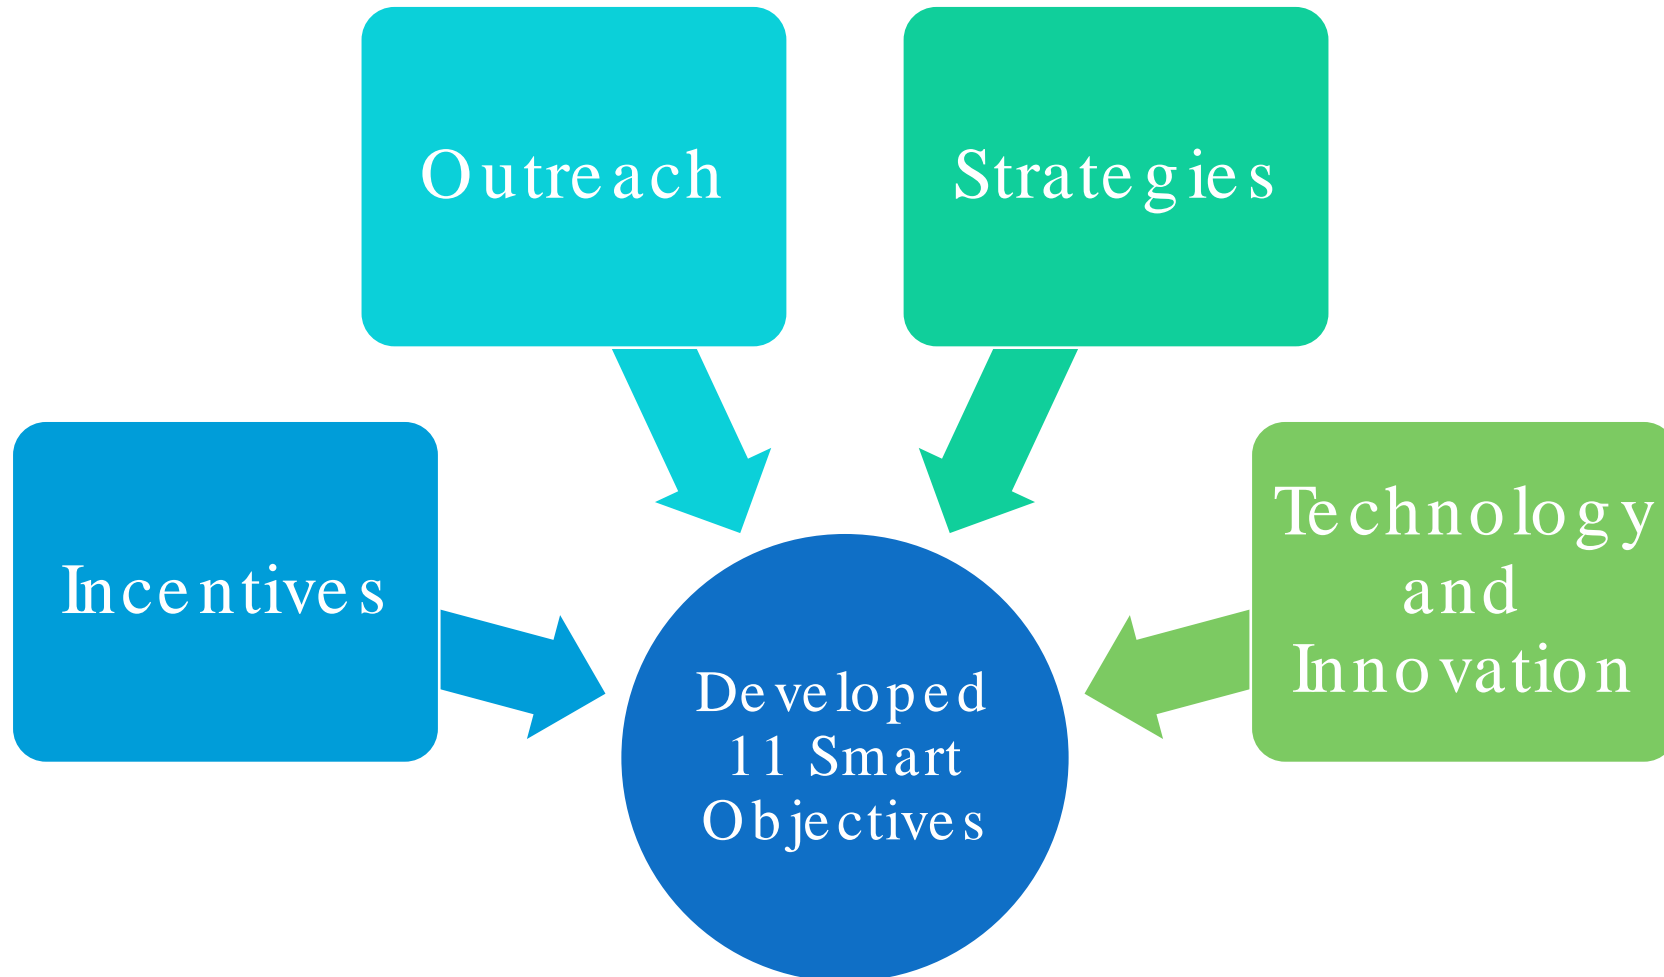 Outreach
Strategies
Incentives
Technology
and
Innovation
Developed
11 Smart
Objectives